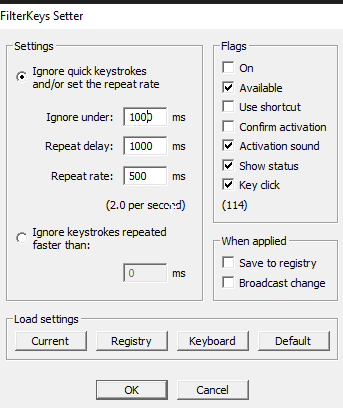 FilterKeys Setter
Settings
Ignore quick keystrokes
and/or set the repeat rate
Ignore under: 1000 ms
Repeat delay: 1000 ms
Repeat rate: 500 ms
(2.0 per second)
Ignore keystrokes repeated
faster than:
0 ms
Flags
On
Available
Use shortcut
Confirm activation
Activation sound
Show status
Key click
(114)
When applied
Save to registry
Broadcast change
Load settings
Current Registry Keyboard Default
OK Cancel